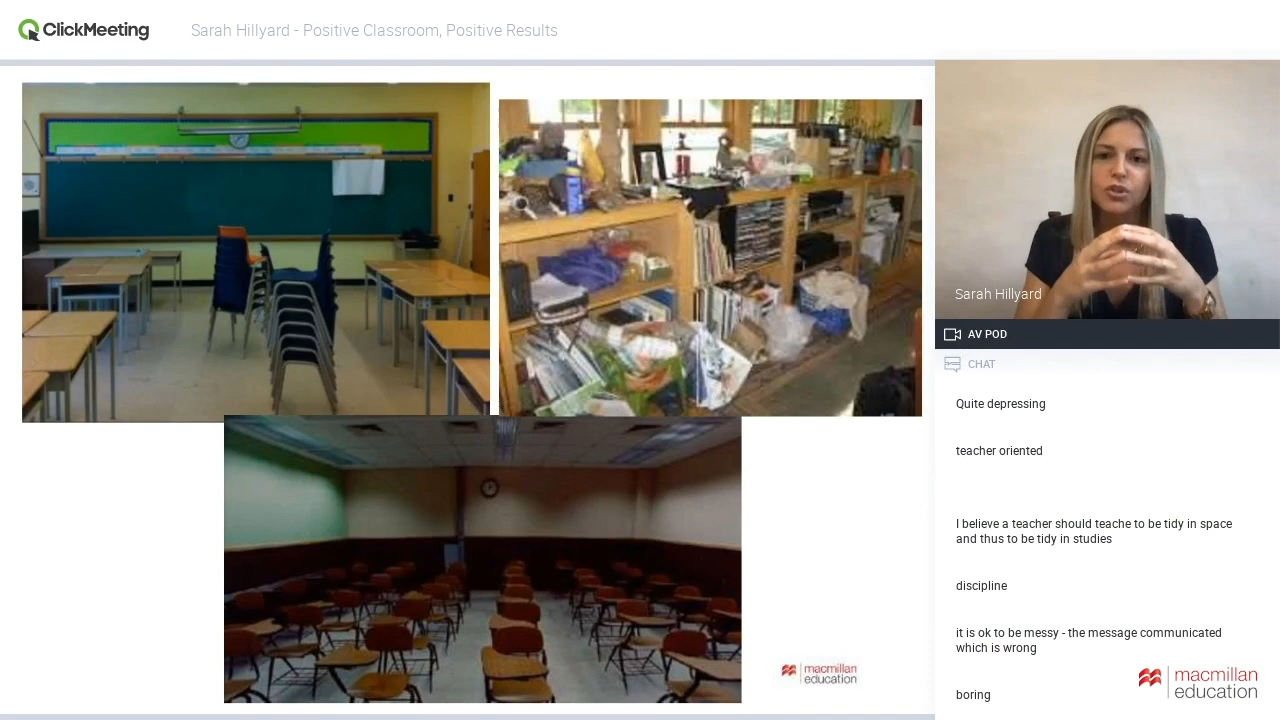 ClickMeeting
Sarah Hillyard - Positive Classroom, Positive Results
Sarah Hillyard
AV POD
CHAT
Quite depressing
teacher oriented
I believe a teacher should teache to be tidy in space
and thus to be tidy in studies
discipline
it is ok to be messy - the message communicated
which is wrong
boring
macmillan
education
macmillan
education